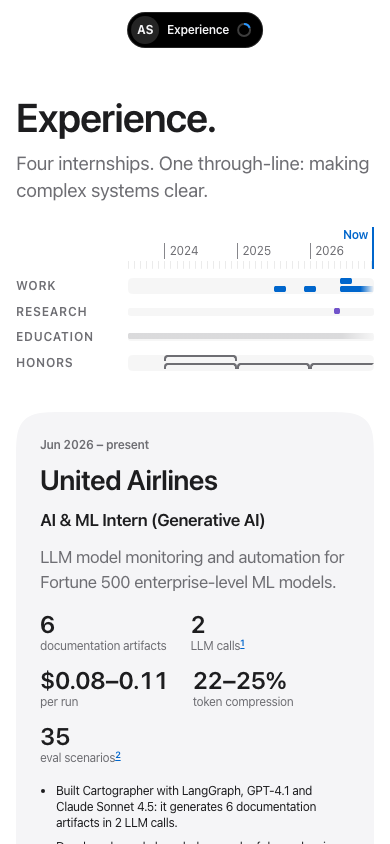 AS Experience
Experience.
Four internships. One through-line: making
complex systems clear.
Now
2024 2025 2026
WORK
RESEARCH
EDUCATION
HONORS
Jun 2026 – present
United Airlines
AI & ML Intern (Generative AI)
LLM model monitoring and automation for
Fortune 500 enterprise-level ML models.
6 2
documentation artifacts LLM calls1
$0.08–0.11 22–25%
per run token compression
35
eval scenarios2
• Built Cartographer with LangGraph, GPT-4.1 and
Claude Sonnet 4.5: it generates 6 documentation
artifacts in 2 LLM calls.